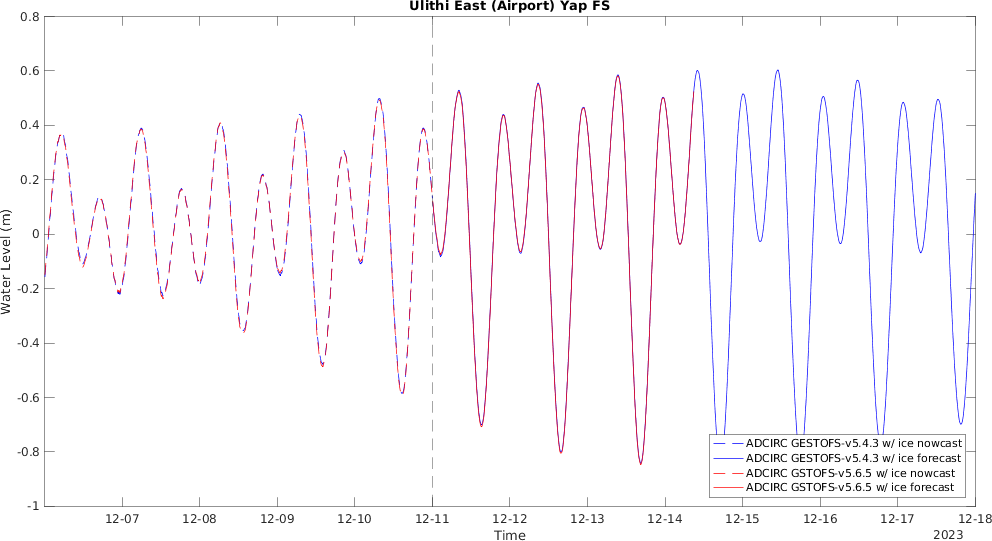 Ulithi East (Airport) Yap FS
0.8
0.6
0.4
0.2
0
-0.2
-0.4
-0.6
-0.8
-1
Water Level (m)
ADCIRC GESTOFS-v5.4.3 w/ ice nowcast
ADCIRC GESTOFS-v5.4.3 w/ ice forecast
ADCIRC GSTOFS-v5.6.5 w/ ice nowcast
ADCIRC GSTOFS-v5.6.5 w/ ice forecast
12-07 12-08 12-09 12-10 12-11 12-12 12-13 12-14 12-15 12-16 12-17 12-18
Time
2023